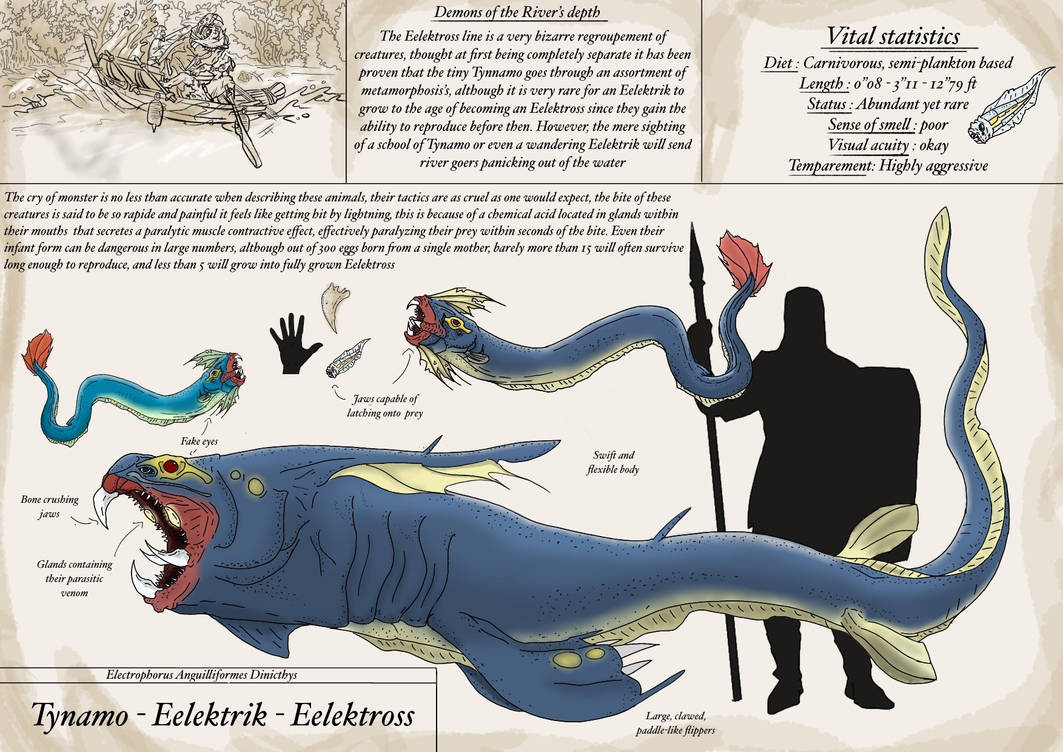 Demons of the River's depth
The Eelektross line is a very bizarre regroupement of
creatures, thought at first being completely separate it has been
proven that the tiny Tynnamo goes through an assortment of
metamorphosis's, although it is very rare for an Eelektrik to
grow to the age of becoming an Eelektross since they gain the
ability to reproduce before then. However, the mere sighting
of a school of Tynamo or even a wandering Eelektrik will send
river goers panicking out of the water
Vital statistics
Diet : Carnivorous, semi-plankton based
Length : 0"08 - 3"11 - 12"79 ft
Status : Abundant yet rare
Sense of smell : poor
Visual acuity : okay
Temparement: Highly aggressive
The cry of monster is no less than accurate when describing these animals, their tactics are as cruel as one would expect, the bite of these
creatures is said to be so rapide and painful it feels like getting hit by lightning, this is because of a chemical acid located in glands within
their mouths that secretes a paralytic muscle contractive effect, effectively paralyzing their prey within seconds of the bite. Even their
infant form can be dangerous in large numbers, although out of 300 eggs born from a single mother, barely more than 15 will often survive
long enough to reproduce, and less than 5 will grow into fully grown Eelektross
Jaws capable of
latching onto prey
Fake eyes
Swift and
flexible body
Bone crushing
jaws
Glands containing
their parasitic
venom
Large, clawed,
paddle-like flippers
Electrophorus Anguilliformes Dinicthys
Tynamo - Eelektrik - Eelektross